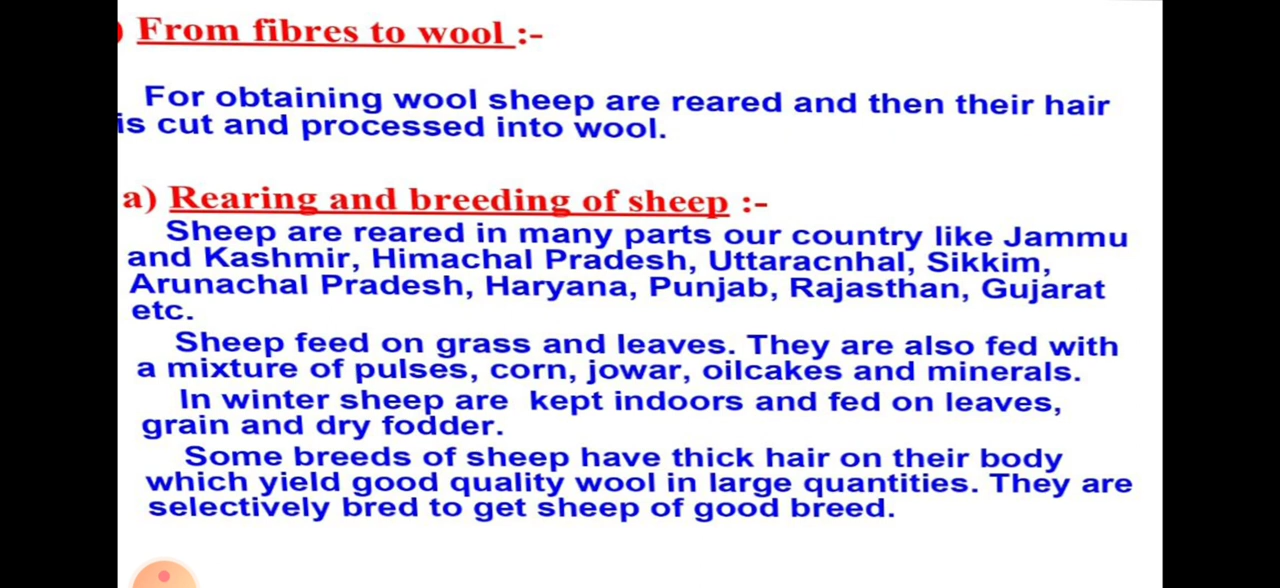 ) From fibres to wool :-
For obtaining wool sheep are reared and then their hair
is cut and processed into wool.
a) Rearing and breeding of sheep :-
Sheep are reared in many parts our country like Jammu
and Kashmir, Himachal Pradesh, Uttaracnhal, Sikkim,
Arunachal Pradesh, Haryana, Punjab, Rajasthan, Gujarat
etc.
Sheep feed on grass and leaves. They are also fed with
a mixture of pulses, corn, jowar, oilcakes and minerals.
In winter sheep are kept indoors and fed on leaves,
grain and dry fodder.
Some breeds of sheep have thick hair on their body
which yield good quality wool in large quantities. They are
selectively bred to get sheep of good breed.